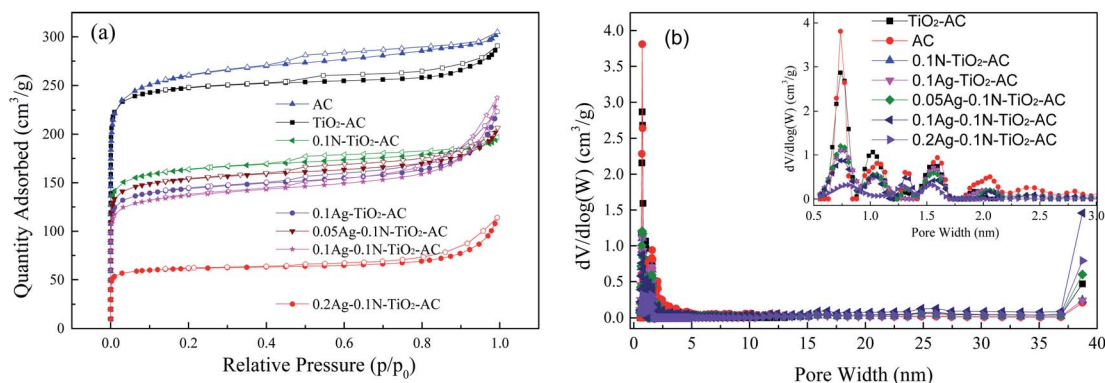 (a)
300
250
200
150
100
50
0
Quantity Adsorbed (cm³/g)
AC
TiO₂-AC
0.1N-TiO₂-AC
0.1Ag-TiO₂-AC
0.05Ag-0.1N-TiO₂-AC
0.1Ag-0.1N-TiO₂-AC
0.2Ag-0.1N-TiO₂-AC
0.0 0.2 0.4 0.6 0.8 1.0
Relative Pressure (p/p₀)
(b)
4.0
3.5
3.0
2.5
2.0
1.5
1.0
0.5
0.0
dV/dlog(W) (cm³/g)
4
3
2
1
0
dV/dlog(W) (cm³/g)
TiO₂-AC
AC
0.1N-TiO₂-AC
0.1Ag-TiO₂-AC
0.05Ag-0.1N-TiO₂-AC
0.1Ag-0.1N-TiO₂-AC
0.2Ag-0.1N-TiO₂-AC
0.5 1.0 1.5 2.0 2.5 3.0
Pore Width (nm)
0 5 10 15 20 25 30 35 40
Pore Width (nm)